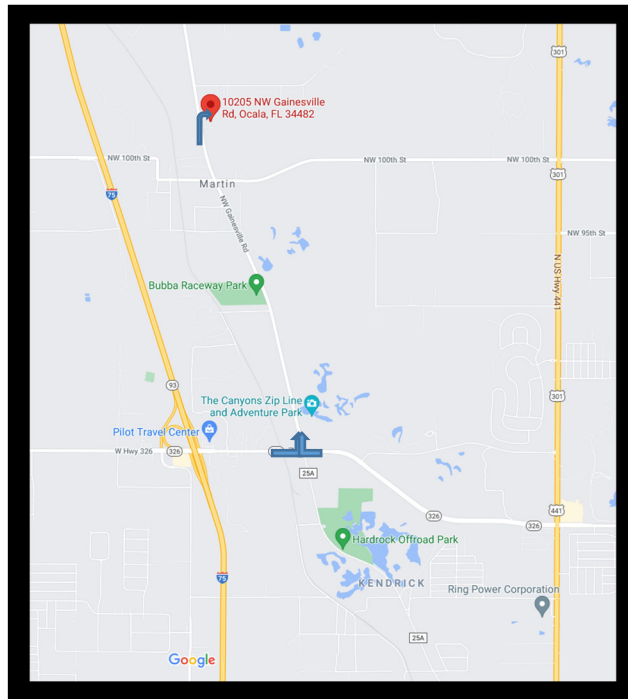 301
10205 NW Gainesville
Rd, Ocala, FL 34482
NW 100th St
NW 100th St
NW 100th St
301
Martin
75
NW Gainesville Rd
NW 95th St
N US Hwy 441
Bubba Raceway Park
93
The Canyons Zip Line
and Adventure Park
301
Pilot Travel Center
W Hwy 326
326
326
25A
441
326
326
Hardrock Offroad Park
75
KENDRICK
Ring Power Corporation
25A
Google